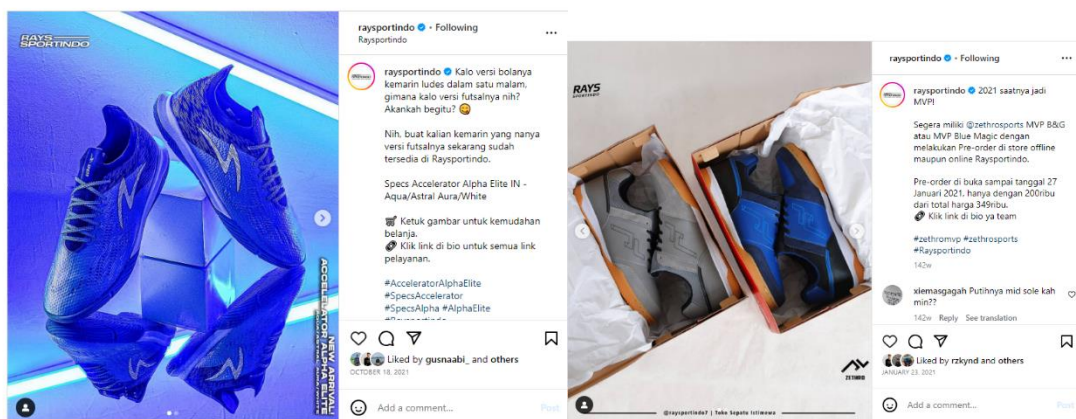 RAYS
SPORTINDO
NEW ARRIVAL!
ACCELERATOR ALPHA ELITE
raysportindo • Following
Raysportindo
raysportindo Kalo versi bolanya
kemarin ludes dalam satu malam,
gimana kalo versi futsalnya nih?
Akankah begitu? 😋
Nih, buat kalian kemarin yang nanya
versi futsalnya sekarang sudah
tersedia di Raysportindo.
Specs Accelerator Alpha Elite IN -
Aqua/Astral Aura/White
Ketuk gambar untuk kemudahan
belanja.
Klik link di bio untuk semua link
pelayanan.
#AcceleratorAlphaElite
#SpecsAccelerator
#SpecsAlpha #AlphaElite
#Raysportindo
Liked by gusnaabi_ and others
OCTOBER 18, 2021
Add a comment...
Post
RAYS
SPORTINDO
ZETHRO
@raysportindo7 | Toko Sepatu Istimewa
raysportindo • Following
raysportindo 2021 saatnya jadi
MVP!
Segera miliki @zethrosports MVP B&G
atau MVP Blue Magic dengan
melakukan Pre-order di store offline
maupun online Raysportindo.
Pre-order di buka sampai tanggal 27
Januari 2021, hanya dengan 200ribu
dari total harga 349ribu.
Klik link di bio ya team
#zethromvp #zethrosports
#Raysportindo
142w
xiemasgagah Putihnya mid sole kah
min??
142w Reply See translation
Liked by rzkynd and others
JANUARY 23, 2021
Add a comment...
Post